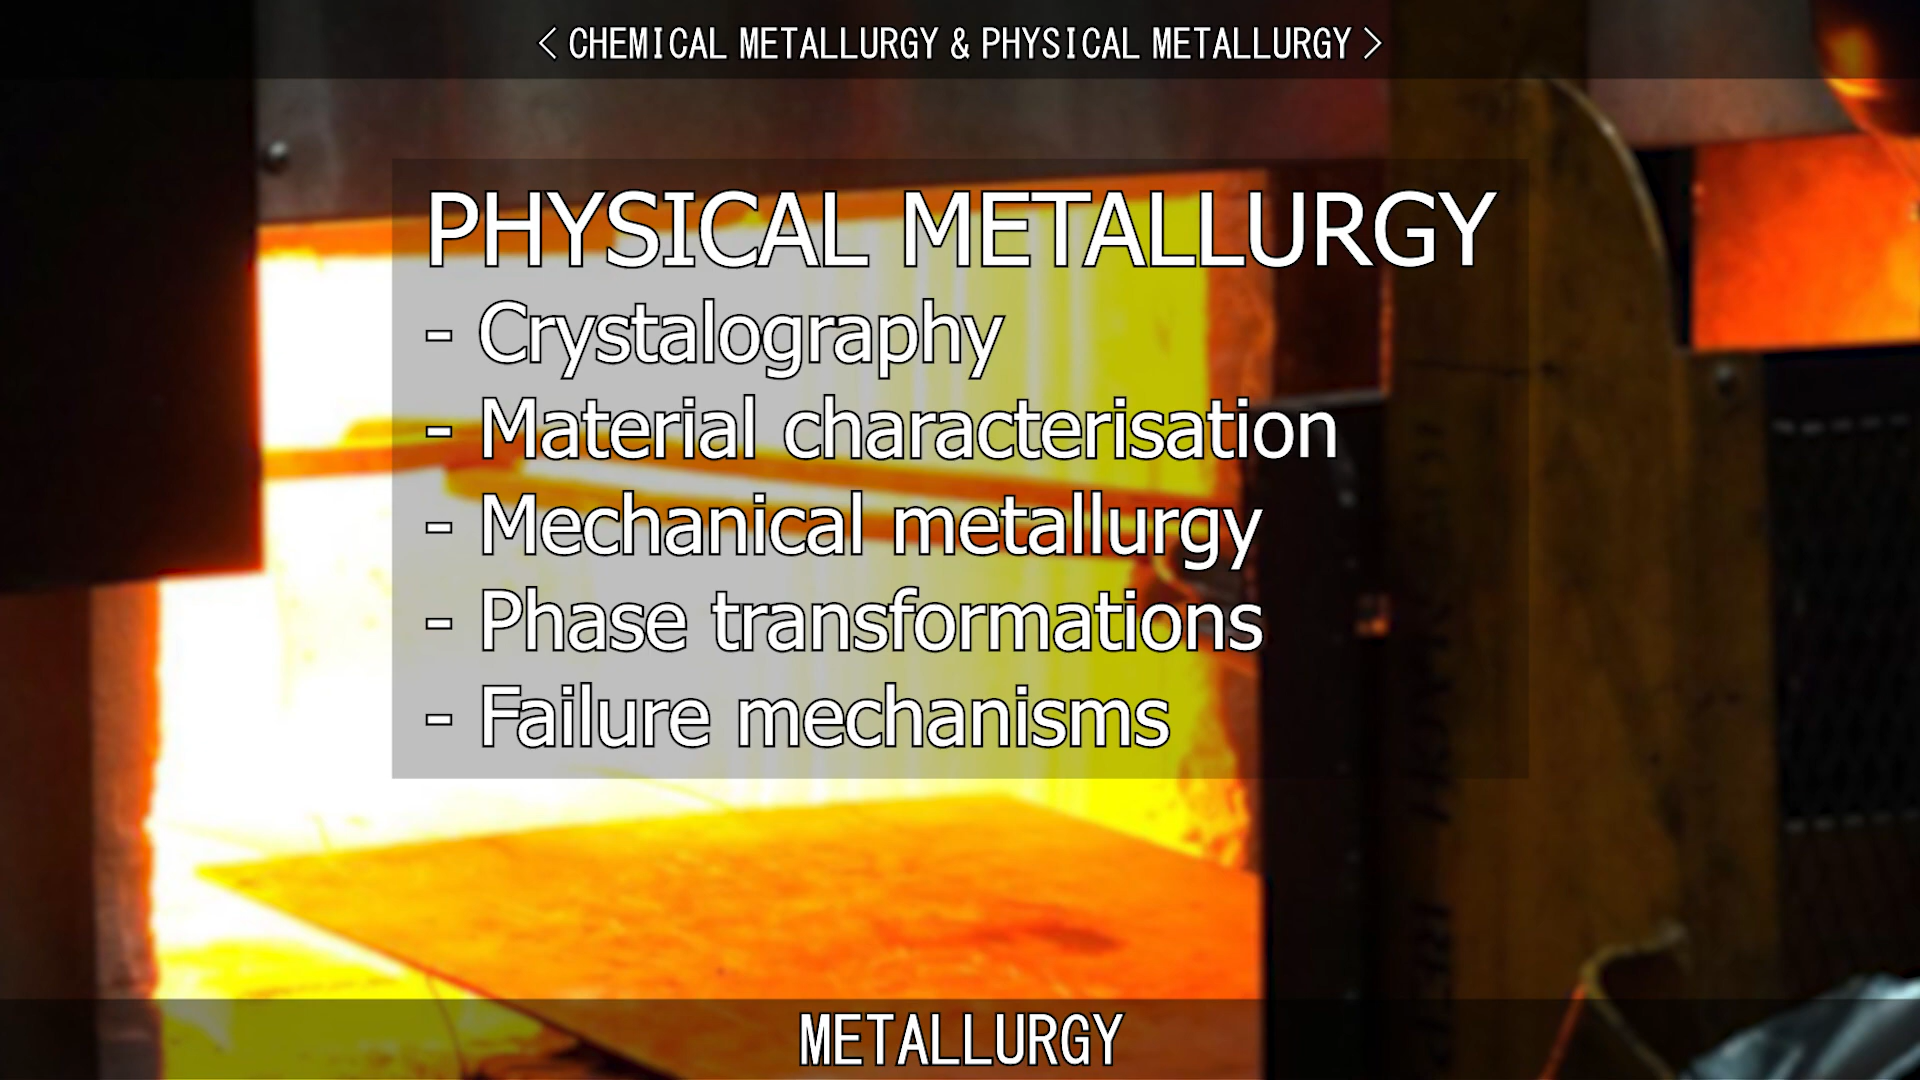 < CHEMICAL METALLURGY & PHYSICAL METALLURGY >
PHYSICAL METALLURGY
- Crystalography
- Material characterisation
- Mechanical metallurgy
- Phase transformations
- Failure mechanisms
METALLURGY